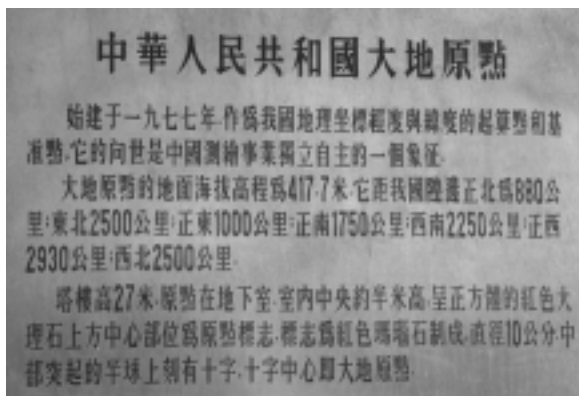 中華人民共和國大地原點
始建于一九七七年.作爲我國地理坐標經度與緯度的起算點和基
準點.它的向世是中國測繪事業獨立自主的一個象征.
大地原點的地面海拔高程爲417.7米.它距我國陸邊正北爲880公
里:東北2500公里:正東1000公里:正南1750公里:西南2250公里:正西
2930公里:西北2500公里.
塔樓高27米.原點在地下室.室内中央約半米高.呈正方體的紅色大
理石上方中心部位爲原點標志.標志爲紅色瑪瑙石制成.直徑10公分.中
部突起的半球上刻有十字.十字中心即大地原點.